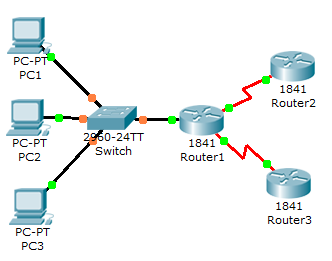 PC-PT
PC1
PC-PT
PC2
PC-PT
PC3
2960-24TT
Switch
1841
Router1
1841
Router2
1841
Router3